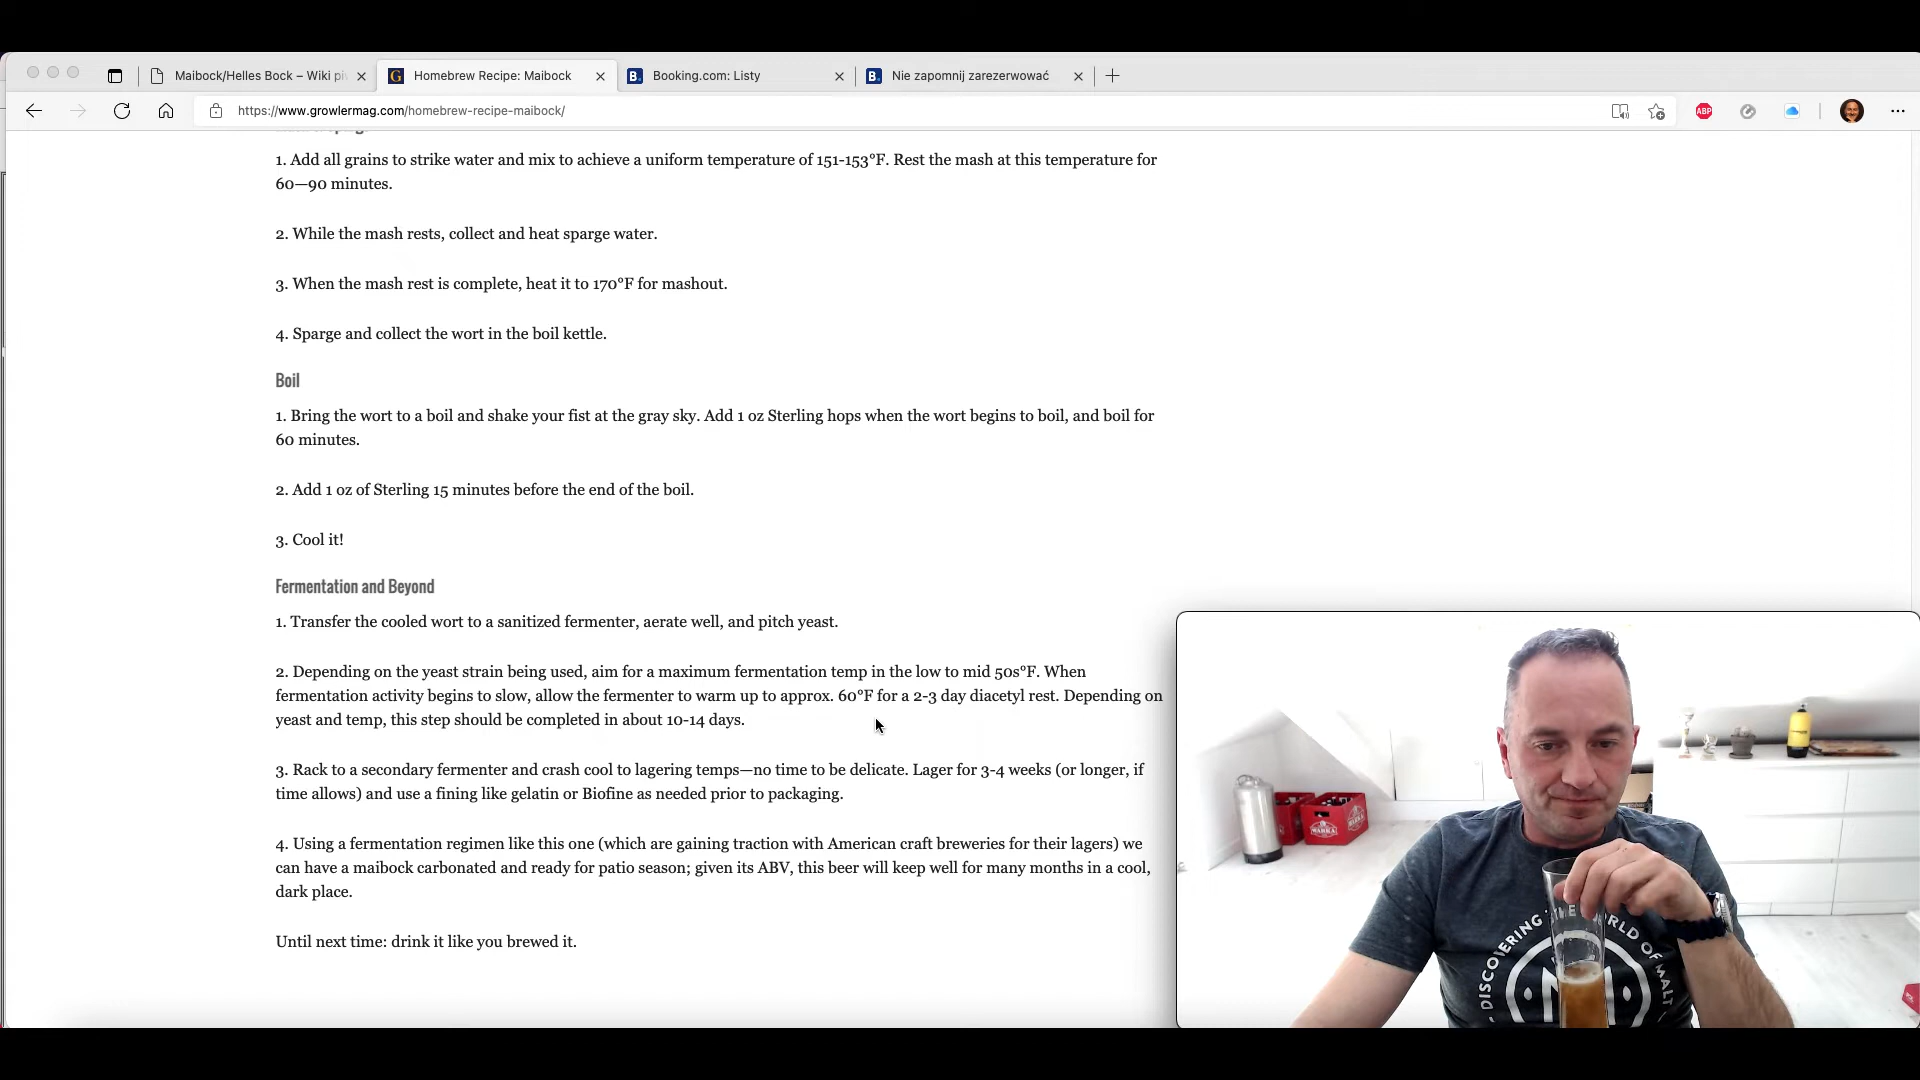 Maibock/Helles Bock – Wiki pi
Homebrew Recipe: Maibock
Booking.com: Listy
Nie zapomnij zarezerwować
https://www.growlermag.com/homebrew-recipe-maibock/
ABP
1. Add all grains to strike water and mix to achieve a uniform temperature of 151-153°F. Rest the mash at this temperature for
60—90 minutes.
2. While the mash rests, collect and heat sparge water.
3. When the mash rest is complete, heat it to 170°F for mashout.
4. Sparge and collect the wort in the boil kettle.
Boil
1. Bring the wort to a boil and shake your fist at the gray sky. Add 1 oz Sterling hops when the wort begins to boil, and boil for
60 minutes.
2. Add 1 oz of Sterling 15 minutes before the end of the boil.
3. Cool it!
Fermentation and Beyond
1. Transfer the cooled wort to a sanitized fermenter, aerate well, and pitch yeast.
2. Depending on the yeast strain being used, aim for a maximum fermentation temp in the low to mid 50s°F. When
fermentation activity begins to slow, allow the fermenter to warm up to approx. 60°F for a 2-3 day diacetyl rest. Depending on
yeast and temp, this step should be completed in about 10-14 days.
3. Rack to a secondary fermenter and crash cool to lagering temps—no time to be delicate. Lager for 3-4 weeks (or longer, if
time allows) and use a fining like gelatin or Biofine as needed prior to packaging.
4. Using a fermentation regimen like this one (which are gaining traction with American craft breweries for their lagers) we
can have a maibock carbonated and ready for patio season; given its ABV, this beer will keep well for many months in a cool,
dark place.
Until next time: drink it like you brewed it.
WARKA
DISCOVERING THE WORLD OF MALT